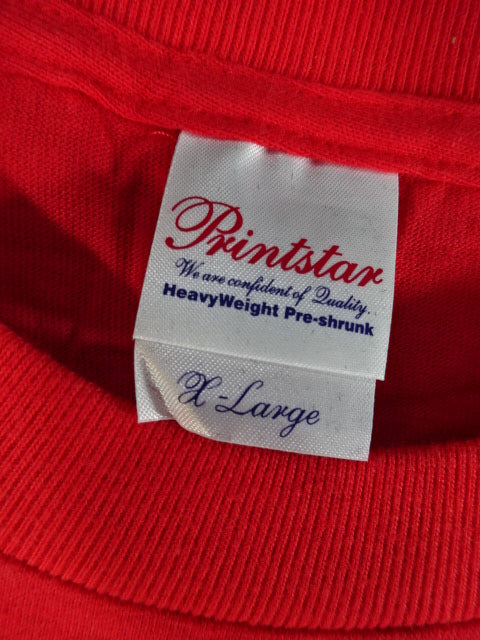 Printstar
We are confident of Quality..
HeavyWeight Pre-shrunk
X-Large